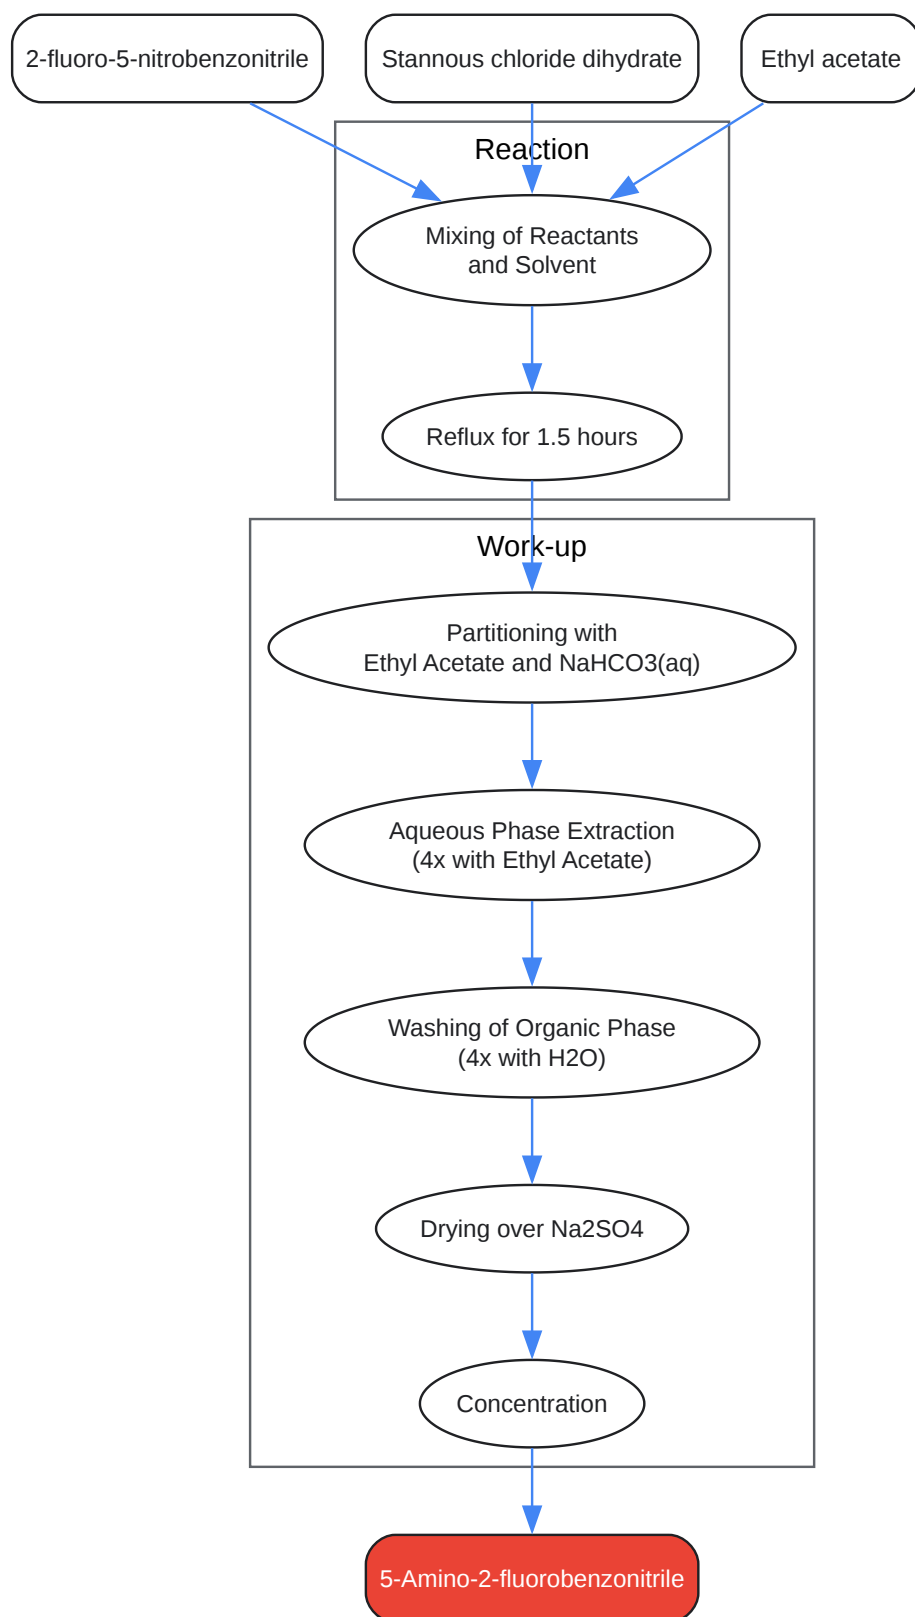 2-fluoro-5-nitrobenzonitrile
Stannous chloride dihydrate
Ethyl acetate
Reaction
Mixing of Reactants
and Solvent
Reflux for 1.5 hours
Work-up
Partitioning with
Ethyl Acetate and NaHCO3(aq)
Aqueous Phase Extraction
(4x with Ethyl Acetate)
Washing of Organic Phase
(4x with H2O)
Drying over Na2SO4
Concentration
5-Amino-2-fluorobenzonitrile